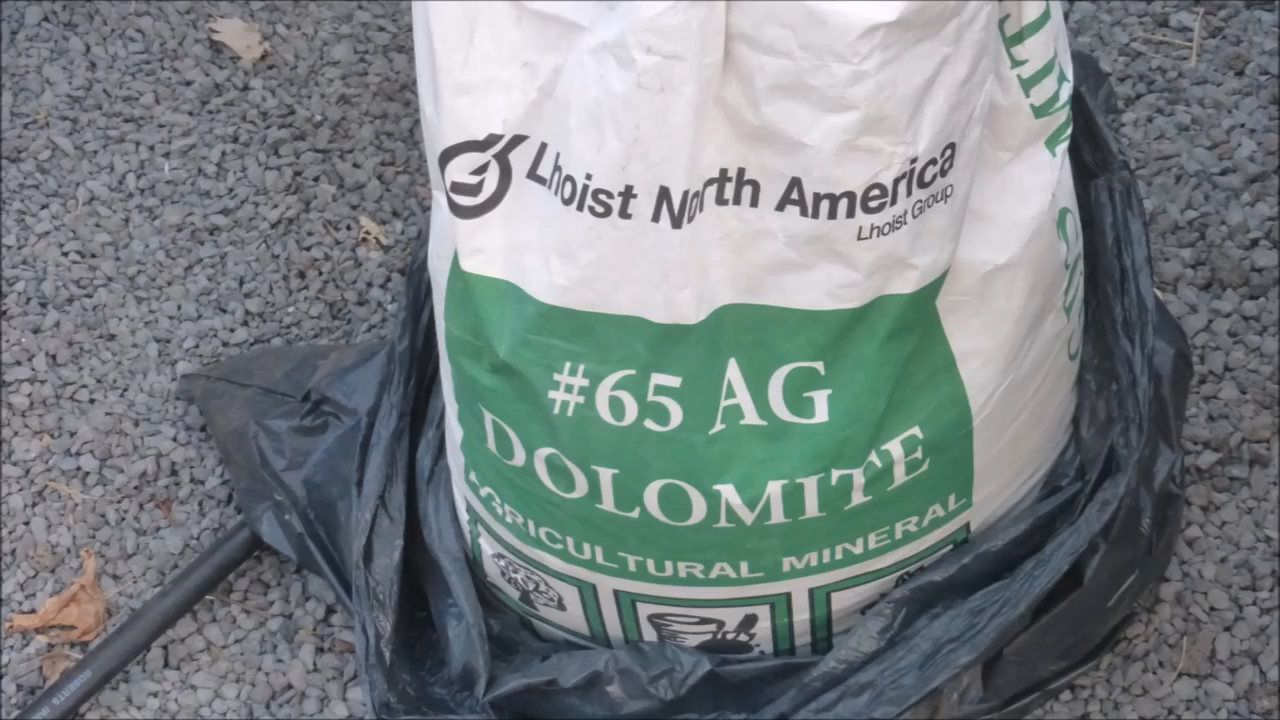 Lhoist North America
Lhoist Group
#65 AG
DOLOMITE
AGRICULTURAL MINERAL